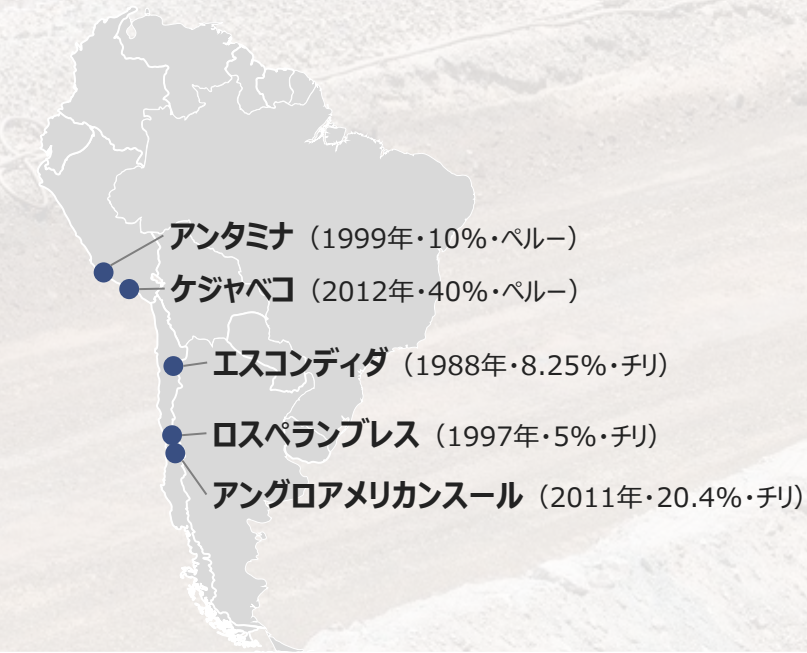 アンタミナ（1999年・10%・ペルー）
ケジャベコ（2012年・40%・ペルー）
エスコンディダ（1988年・8.25%・チリ）
ロスペランブレス（1997年・5%・チリ）
アングロアメリカンスール（2011年・20.4%・チリ）